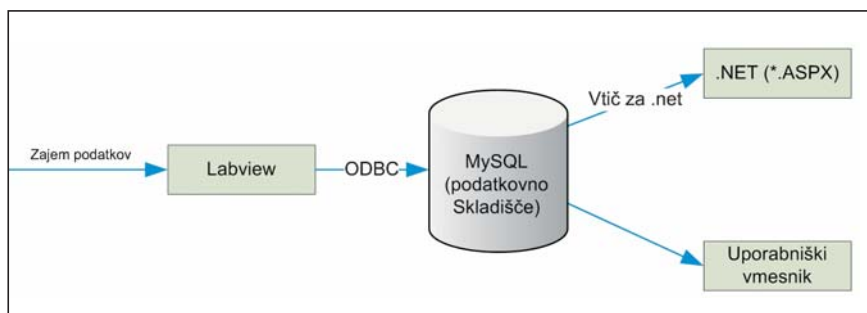 Zajem podatkov
Labview
ODBC
MySQL
(podatkovno
Skladišče)
Vtič za .net
.NET (*.ASPX)
Uporabniški
vmesnik